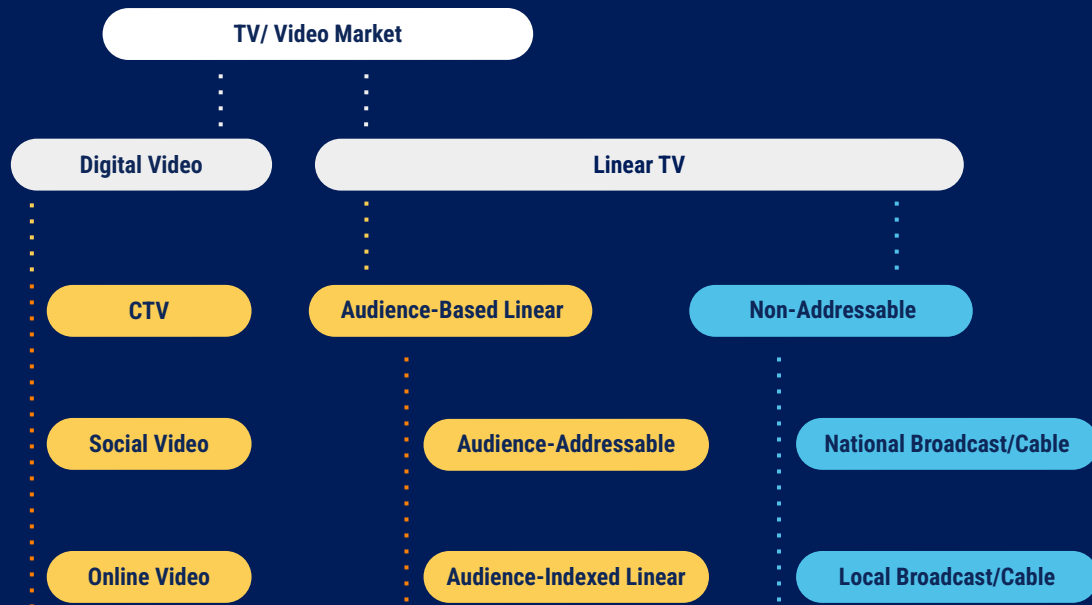 TV/ Video Market
Digital Video
Linear TV
CTV
Audience-Based Linear
Non-Addressable
Social Video
Audience-Addressable
National Broadcast/Cable
Online Video
Audience-Indexed Linear
Local Broadcast/Cable